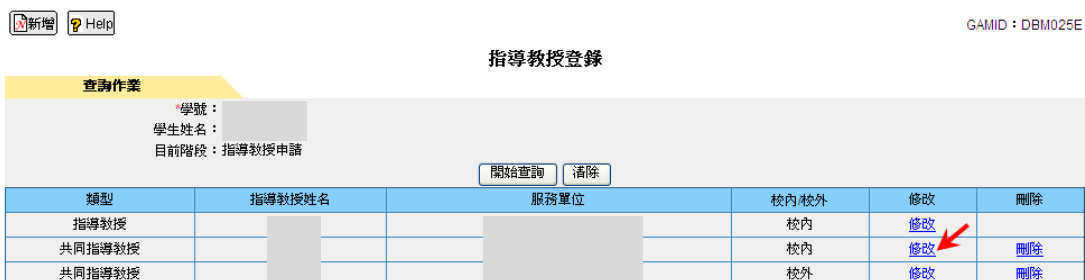 新增 Help GAMID：DBM025E
指導教授登錄
查詢作業
*學號：
學生姓名：
目前階段：指導教授申請
開始查詢 清除
類型 指導教授姓名 服務單位 校內/校外 修改 刪除
指導教授 校內 修改
共同指導教授 校內 修改 刪除
共同指導教授 校外 修改 刪除